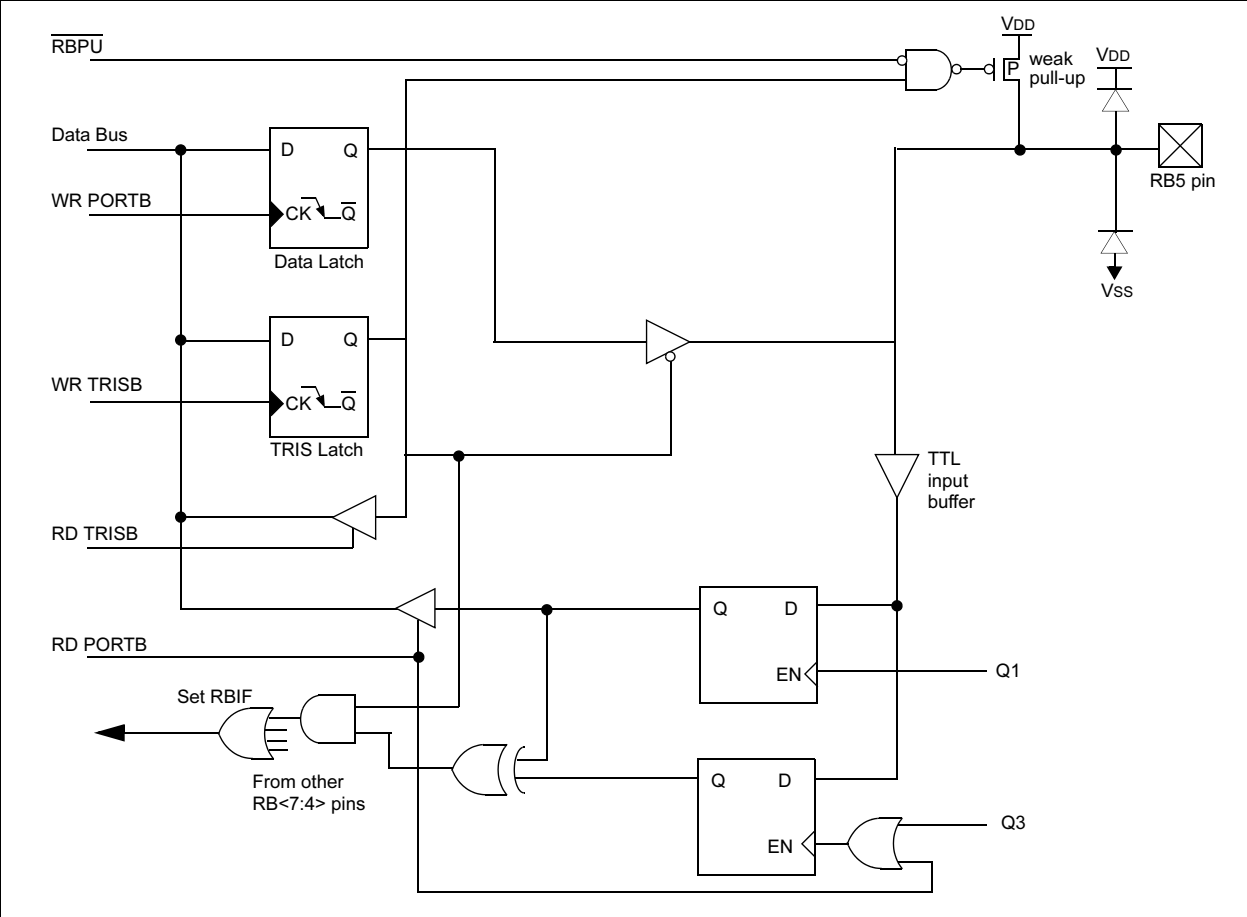 VDD
RBPU
P
weak
pull-up
VDD
Data Bus
D
Q
RB5 pin
WR PORTB
CK
Q
Data Latch
VSS
D
Q
WR TRISB
CK
Q
TRIS Latch
TTL
input
buffer
RD TRISB
Q
D
RD PORTB
EN
Q1
Set RBIF
From other
RB<7:4> pins
Q
D
Q3
EN